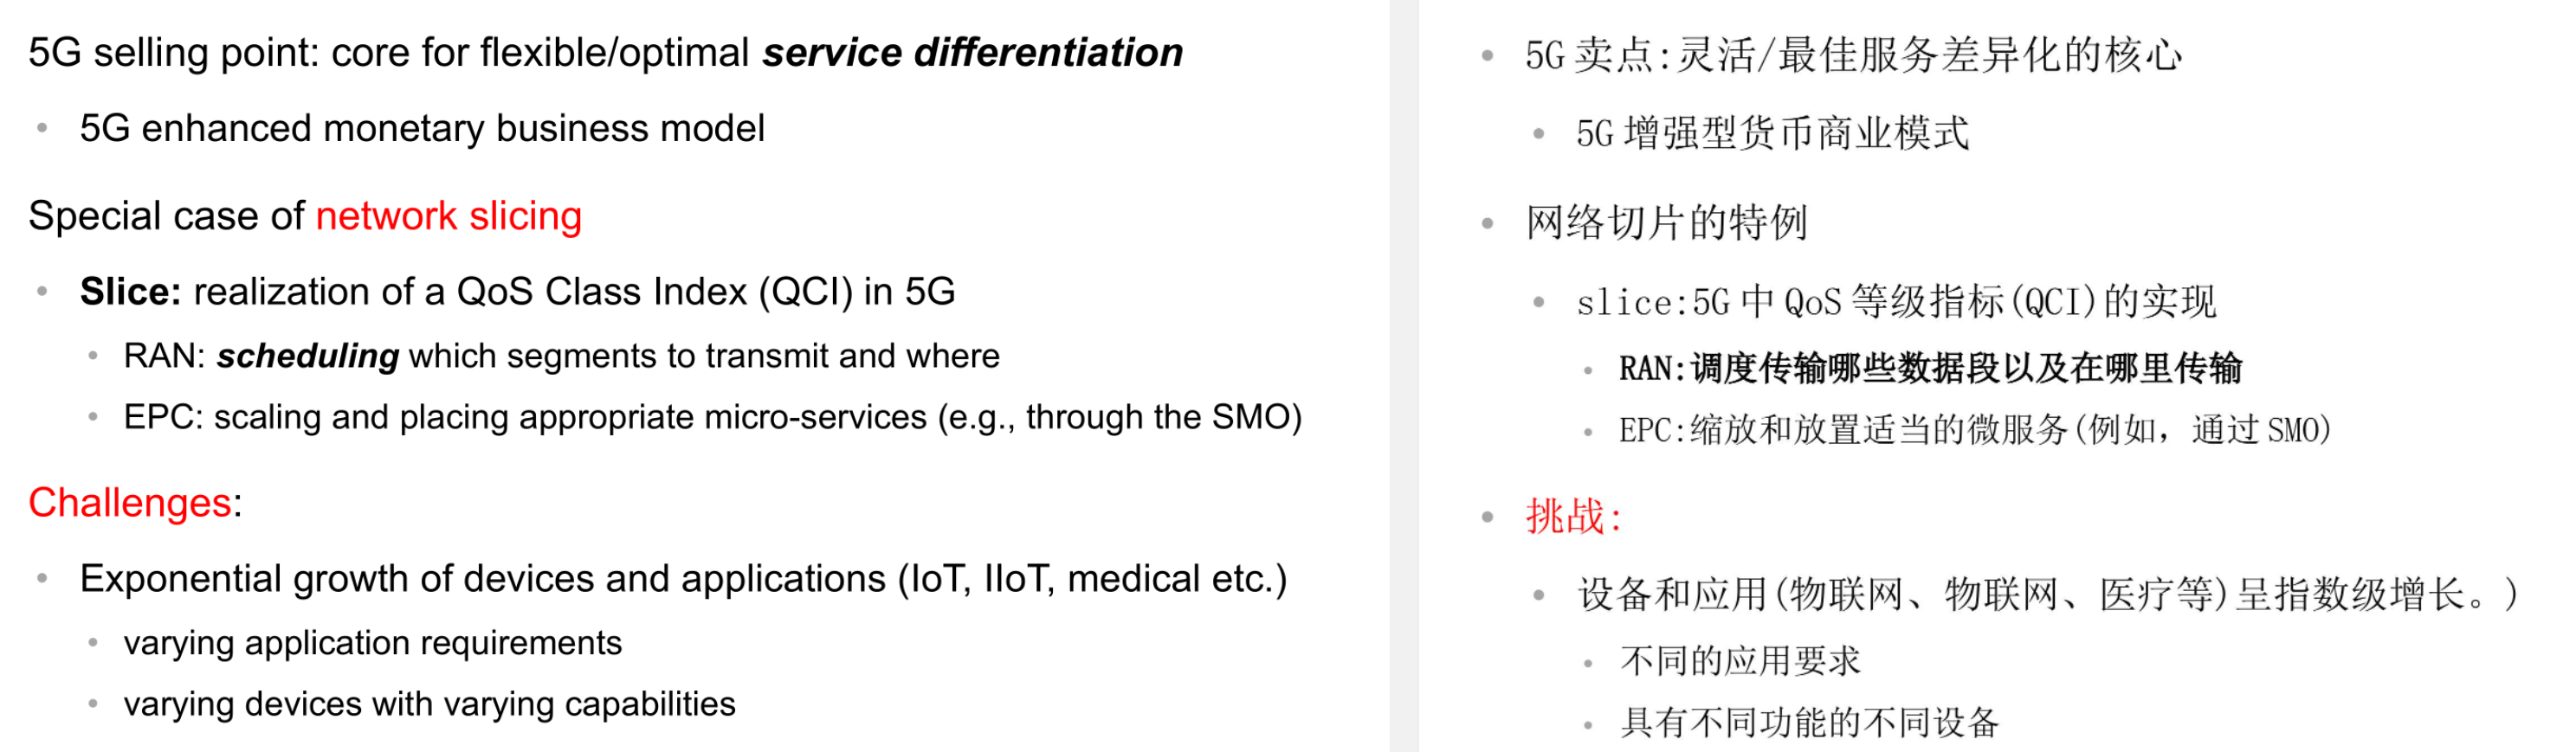 5G selling point: core for flexible/optimal service differentiation
• 5G enhanced monetary business model
Special case of network slicing
• Slice: realization of a QoS Class Index (QCI) in 5G
• RAN: scheduling which segments to transmit and where
• EPC: scaling and placing appropriate micro-services (e.g., through the SMO)
Challenges:
• Exponential growth of devices and applications (IoT, IIoT, medical etc.)
• varying application requirements
• varying devices with varying capabilities
• 5G 卖点:灵活/最佳服务差异化的核心
• 5G 增强型货币商业模式
• 网络切片的特例
• slice:5G 中 QoS 等级指标(QCI)的实现
• RAN:调度传输哪些数据段以及在哪里传输
• EPC:缩放和放置适当的微服务(例如，通过 SMO)
• 挑战:
• 设备和应用(物联网、物联网、医疗等)呈指数级增长。)
• 不同的应用要求
• 具有不同功能的不同设备